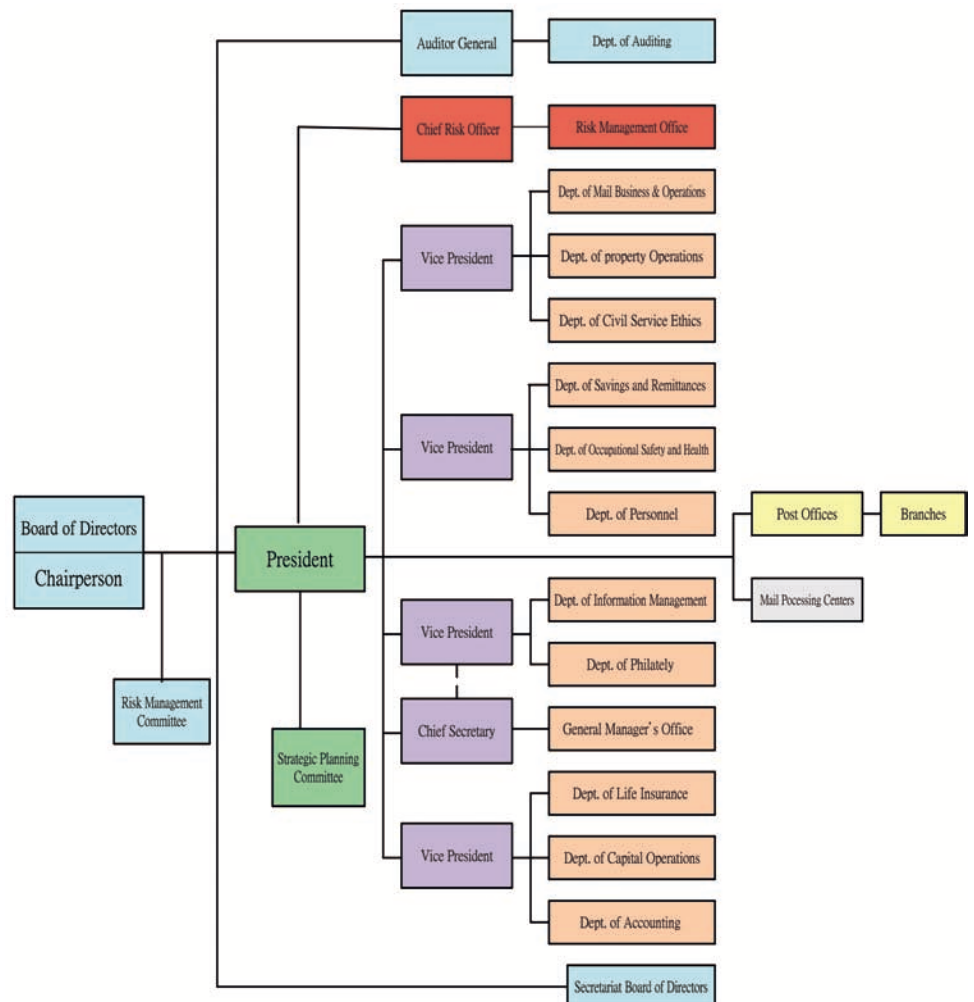 Auditor General
Dept. of Auditing
Chief Risk Officer
Risk Management Office
Dept. of Mail Business & Operations
Vice President
Dept. of property Operations
Dept. of Civil Service Ethics
Dept. of Savings and Remittances
Vice President
Dept. of Occupational Safety and Health
Dept. of Personnel
Board of Directors
Chairperson
President
Post Offices
Branches
Mail Pocessing Centers
Dept. of Information Management
Vice President
Dept. of Philately
Risk Management
Committee
Chief Secretary
General Manager's Office
Strategic Planning
Committee
Dept. of Life Insurance
Vice President
Dept. of Capital Operations
Dept. of Accounting
Secretariat Board of Directors